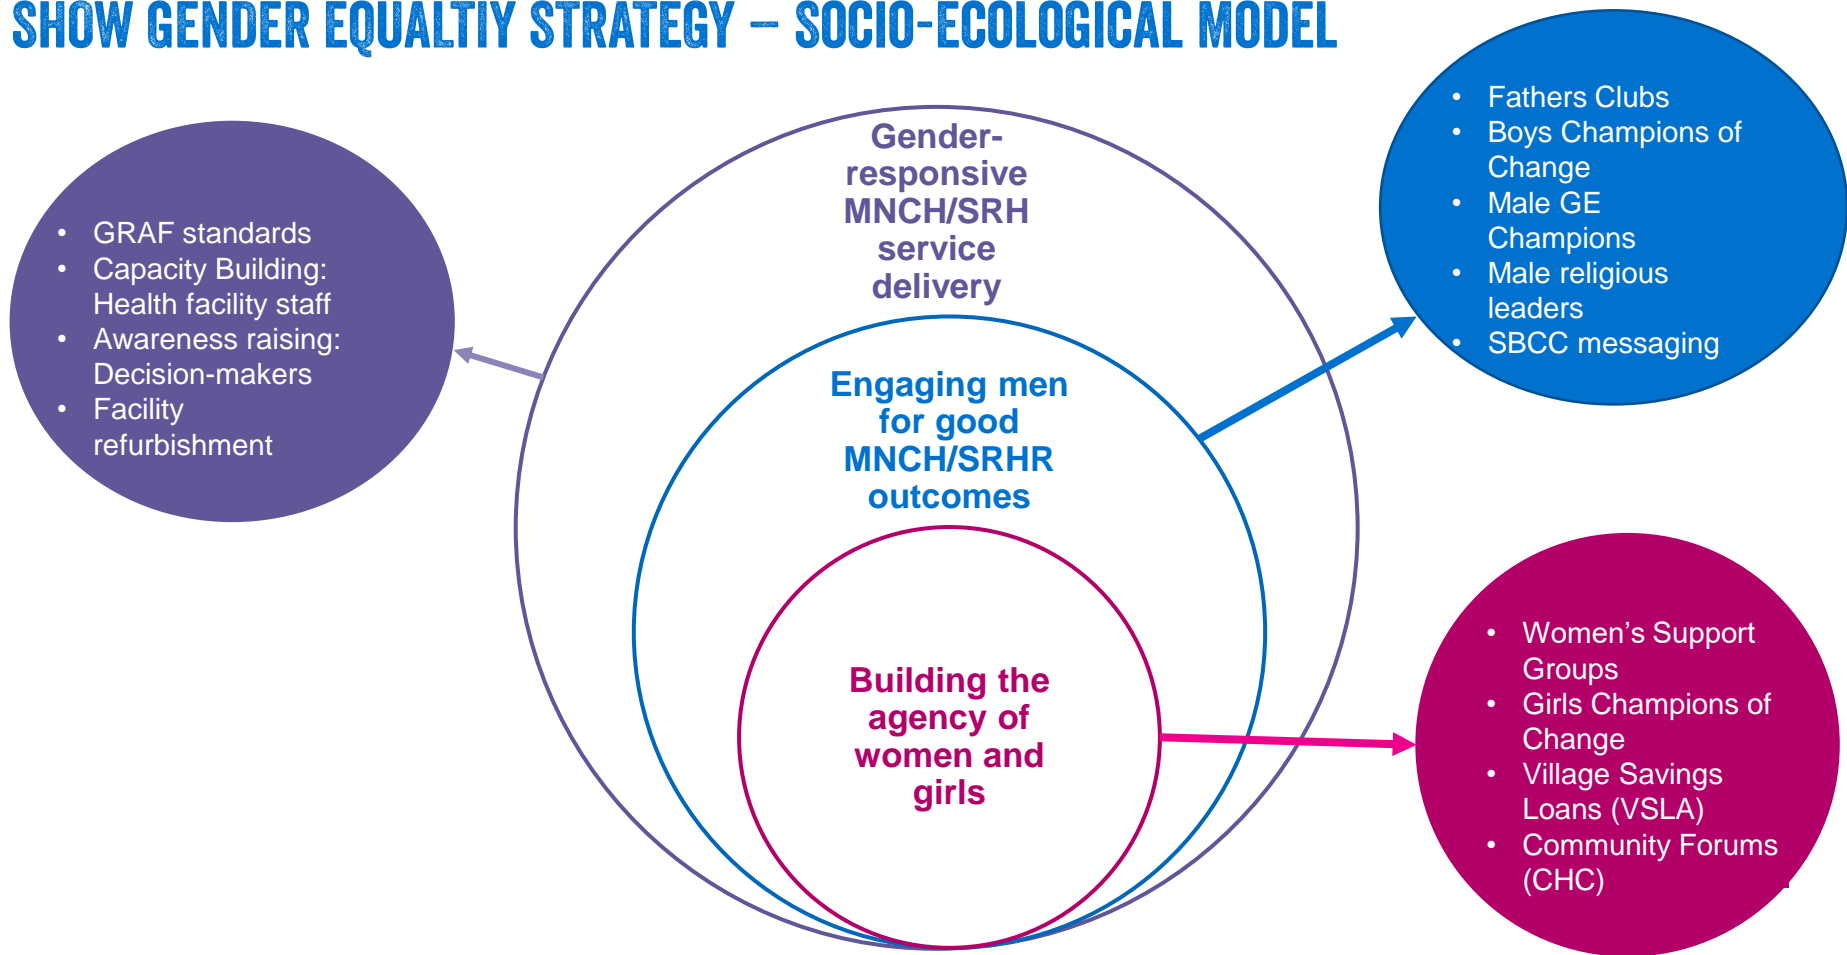 SHOW GENDER EQUALTIY STRATEGY – SOCIO-ECOLOGICAL MODEL
• GRAF standards
• Capacity Building:
Health facility staff
• Awareness raising:
Decision-makers
• Facility
refurbishment
Gender-
responsive
MNCH/SRH
service
delivery
Engaging men
for good
MNCH/SRHR
outcomes
Building the
agency of
women and
girls
• Fathers Clubs
• Boys Champions of
Change
• Male GE
Champions
• Male religious
leaders
• SBCC messaging
• Women’s Support
Groups
• Girls Champions of
Change
• Village Savings
Loans (VSLA)
• Community Forums
(CHC)